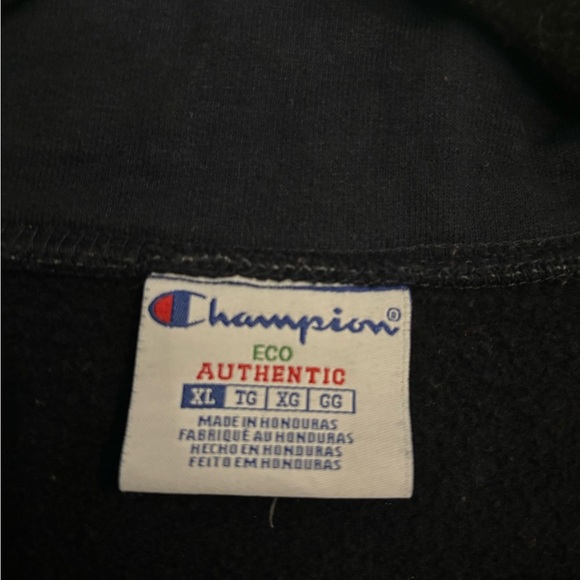 Champion®
ECO
AUTHENTIC
XL TG XG GG
MADE IN HONDURAS
FABRIQUÉ AU HONDURAS
HECHO EN HONDURAS
FEITO EM HONDURAS